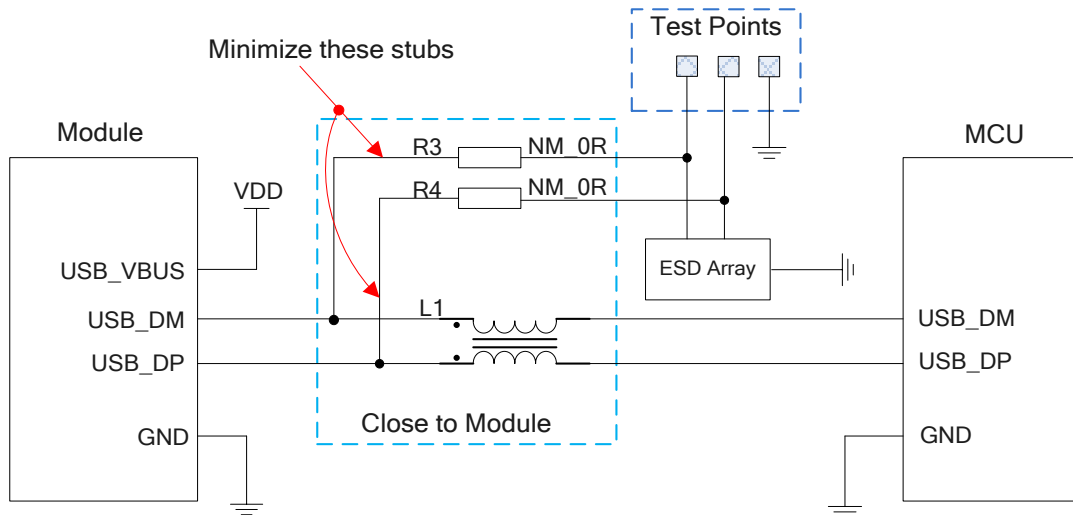 Test Points
Minimize these stubs
Module
MCU
R3
NM_0R
R4
NM_0R
VDD
ESD Array
USB_VBUS
L1
USB_DM
USB_DM
USB_DP
USB_DP
Close to Module
GND
GND